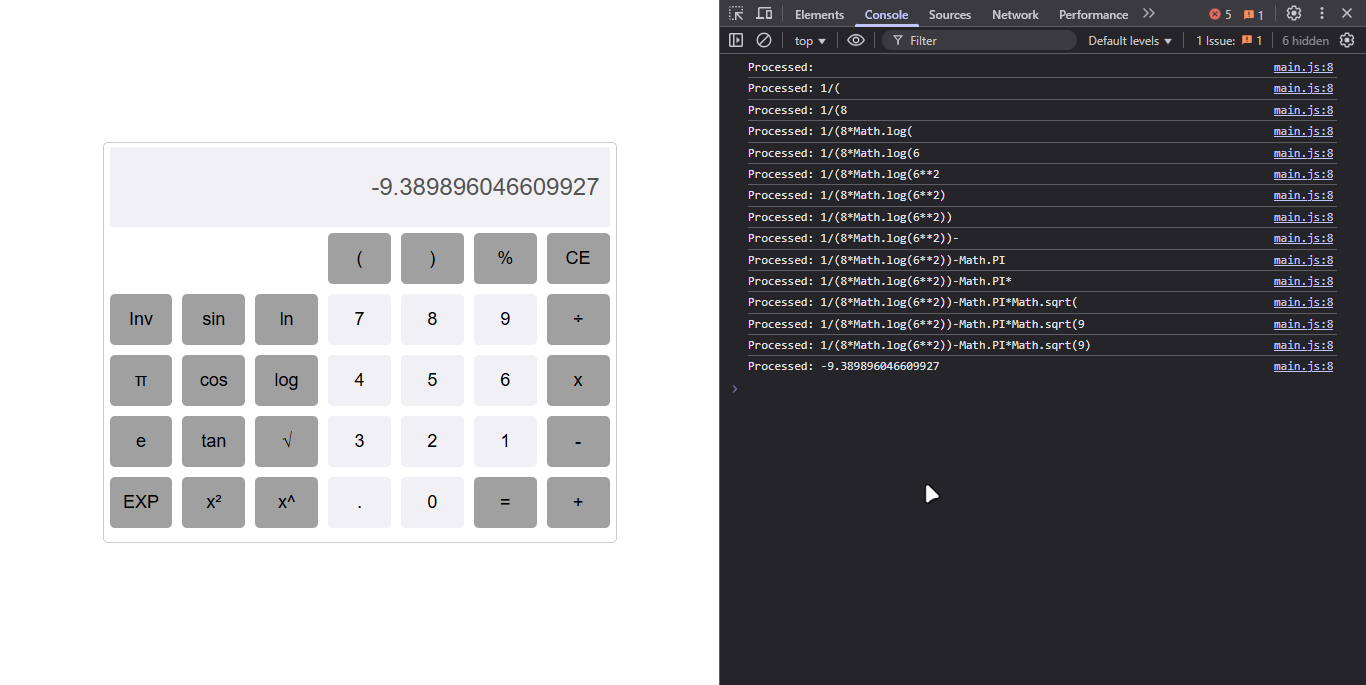 -9.389896046609927
( ) % CE
Inv sin ln 7 8 9 ÷
π cos log 4 5 6 x
e tan √ 3 2 1 -
EXP x² x^ . 0 = +
Elements Console Sources Network Performance 5 1
top Filter Default levels 1 Issue: 1 6 hidden
Processed: main.js:8
Processed: 1/( main.js:8
Processed: 1/(8 main.js:8
Processed: 1/(8*Math.log( main.js:8
Processed: 1/(8*Math.log(6 main.js:8
Processed: 1/(8*Math.log(6**2 main.js:8
Processed: 1/(8*Math.log(6**2) main.js:8
Processed: 1/(8*Math.log(6**2)) main.js:8
Processed: 1/(8*Math.log(6**2))- main.js:8
Processed: 1/(8*Math.log(6**2))-Math.PI main.js:8
Processed: 1/(8*Math.log(6**2))-Math.PI* main.js:8
Processed: 1/(8*Math.log(6**2))-Math.PI*Math.sqrt( main.js:8
Processed: 1/(8*Math.log(6**2))-Math.PI*Math.sqrt(9 main.js:8
Processed: 1/(8*Math.log(6**2))-Math.PI*Math.sqrt(9) main.js:8
Processed: -9.389896046609927 main.js:8